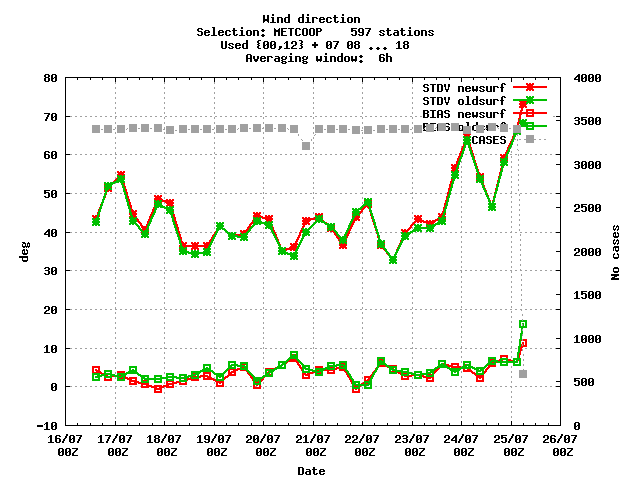 Wind direction
Selection: METCOOP 597 stations
Used {00,12} + 07 08 ... 18
Averaging window: 6h
STDV newsurf
STDV oldsurf
BIAS newsurf
BIAS oldsurf
CASES
80
70
60
50
40
30
20
10
0
-10
deg
4000
3500
3000
2500
2000
1500
1000
500
0
No cases
16/07 17/07 18/07 19/07 20/07 21/07 22/07 23/07 24/07 25/07 26/07
00Z 00Z 00Z 00Z 00Z 00Z 00Z 00Z 00Z 00Z 00Z
Date